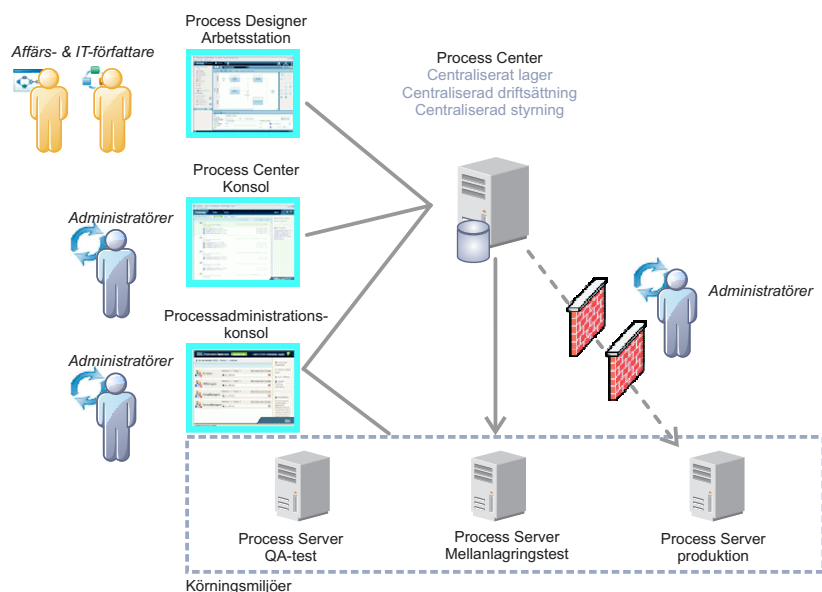 Process Designer
Arbetsstation
Affärs- & IT-författare
Process Center
Centraliserat lager
Centraliserad driftsättning
Centraliserad styrning
Process Center
Konsol
Administratörer
Administratörer
Processadministrations-
konsol
Administratörer
Process Server
QA-test
Process Server
Mellanlagringstest
Process Server
produktion
Körningsmiljöer